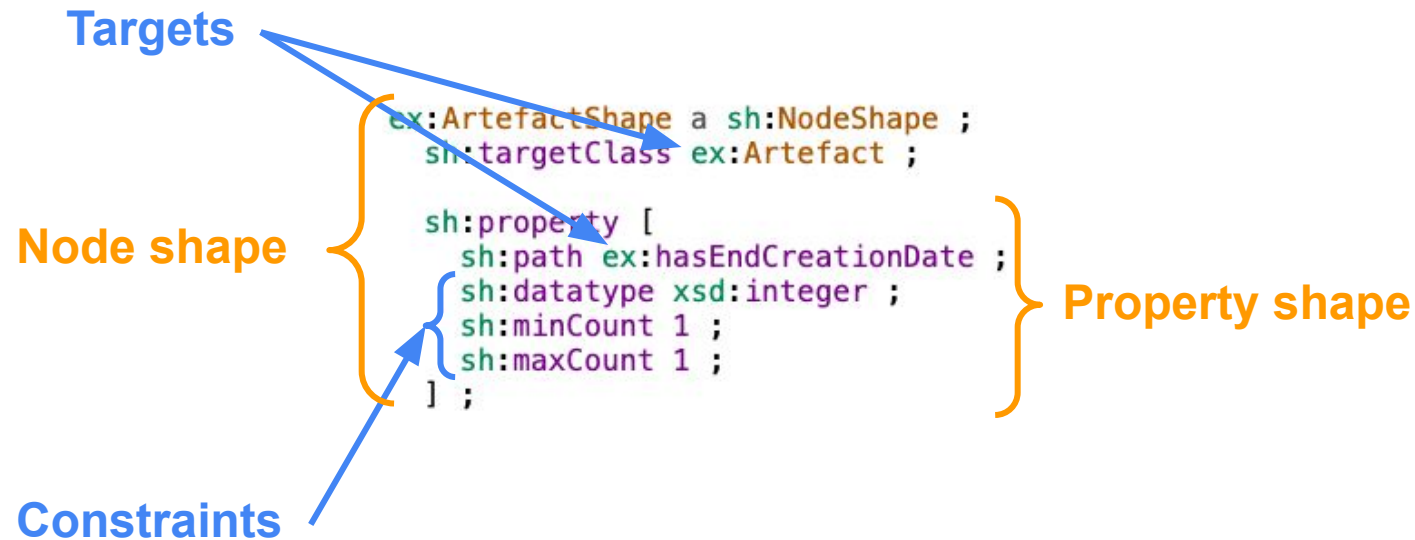 Targets
ex:ArtefactShape a sh:NodeShape ;
sh:targetClass ex:Artefact ;
sh:property [
sh:path ex:hasEndCreationDate ;
sh:datatype xsd:integer ;
sh:minCount 1 ;
sh:maxCount 1 ;
] ;
Node shape
Property shape
Constraints